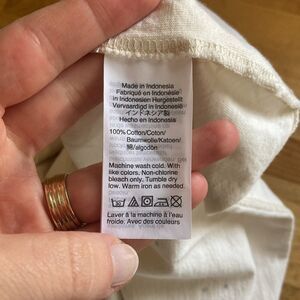 Made in Indonesia
Fabriqué en Indonésie
in Indonesien Hergestellt
Vervaardigd in Indonesië
インドネシア製
Hecho en Indonesia
100% Cotton/Coton/
Baumwolle/Katoen/
綿/algodón
Machine wash cold. With
like colors. Non-chlorine
bleach only. Tumble dry
low. Warm iron as needed.
Laver à la machine à l'eau
froide. Avec des couleurs